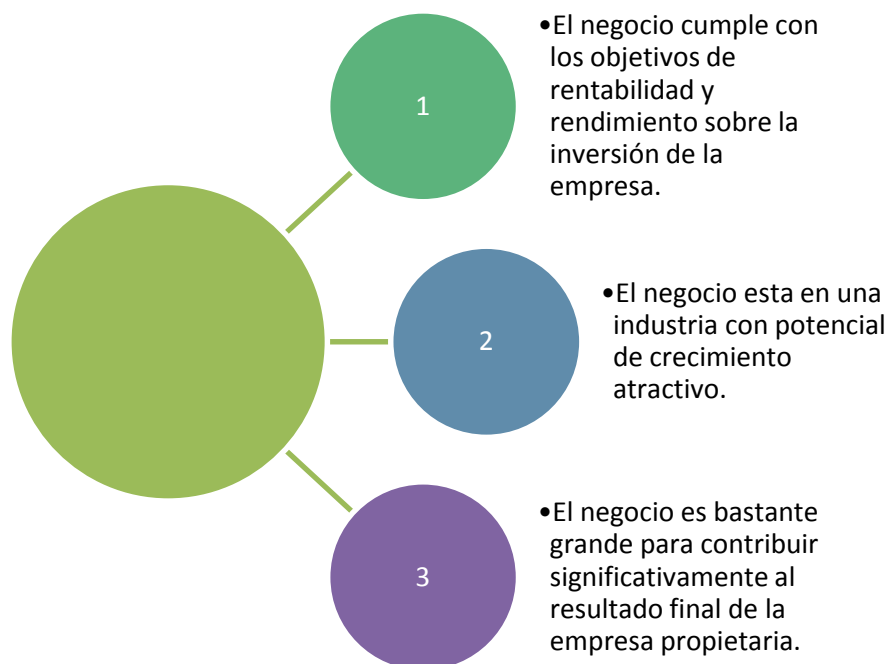 1
•El negocio cumple con
los objetivos de
rentabilidad y
rendimiento sobre la
inversión de la
empresa.
2
•El negocio esta en una
industria con potencial
de crecimiento
atractivo.
3
•El negocio es bastante
grande para contribuir
significativamente al
resultado final de la
empresa propietaria.